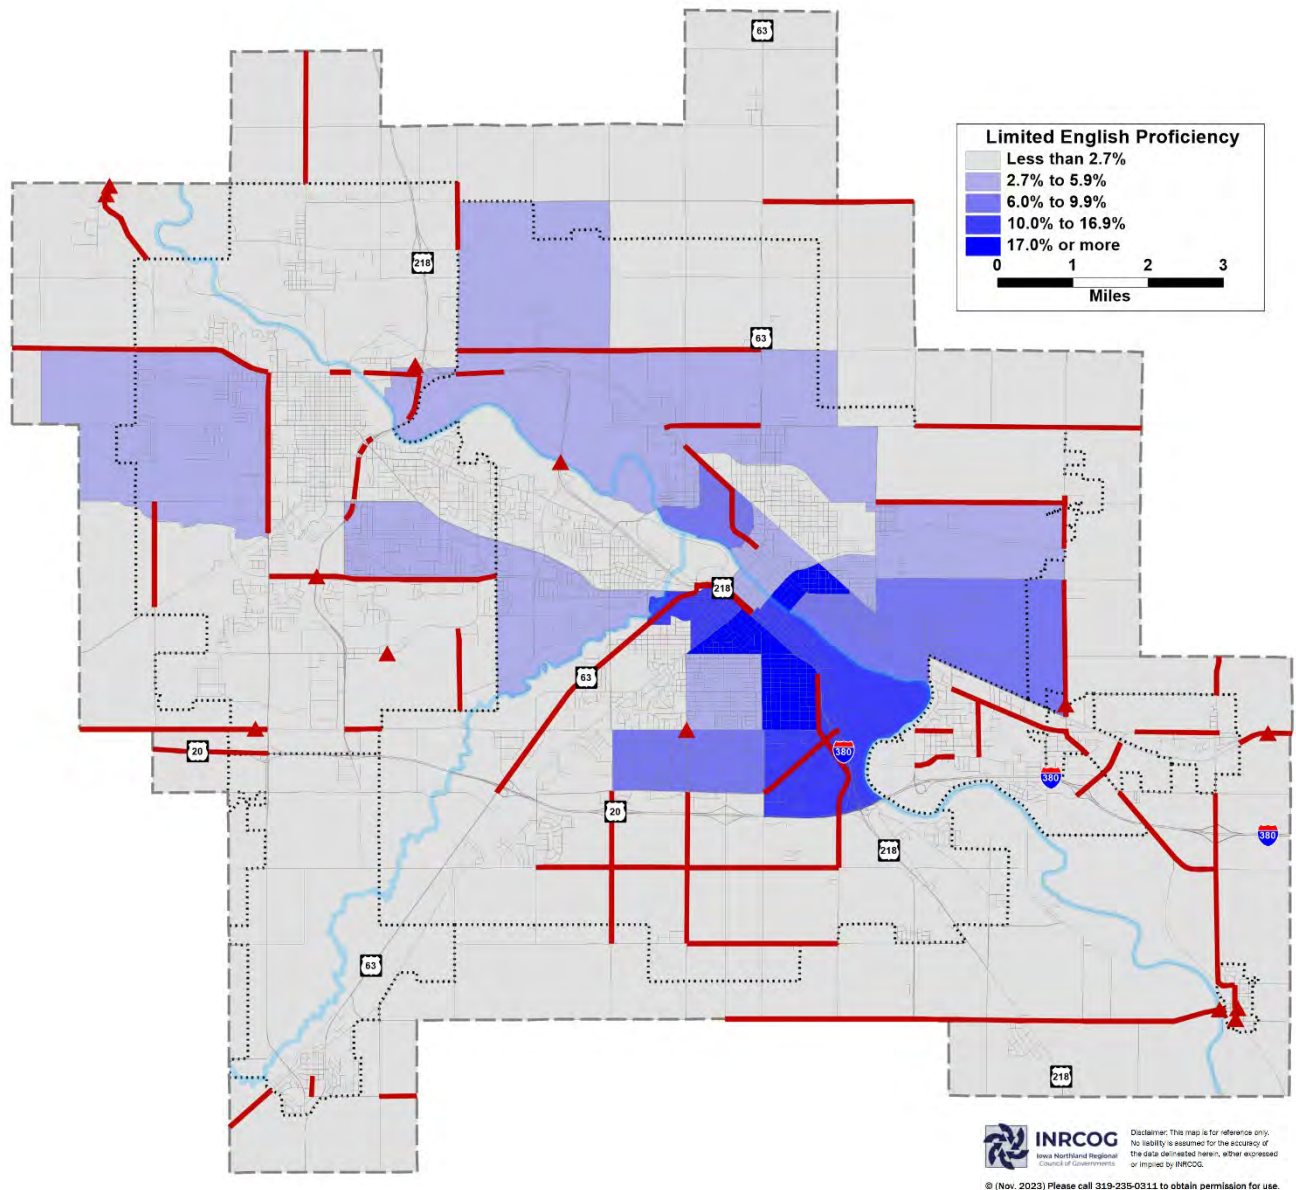 63
Limited English Proficiency
Less than 2.7%
2.7% to 5.9%
6.0% to 9.9%
10.0% to 16.9%
17.0% or more
0 1 2 3
Miles
218
63
218
63
20
380
380
20
380
218
63
218
INRCOG
Iowa Northland Regional
Council of Governments
Disclaimer: This map is for reference only.
No liability is assumed for the accuracy of
the data delineated herein, either expressed
or implied by INRCOG.
© (Nov. 2023) Please call 319-235-0311 to obtain permission for use.